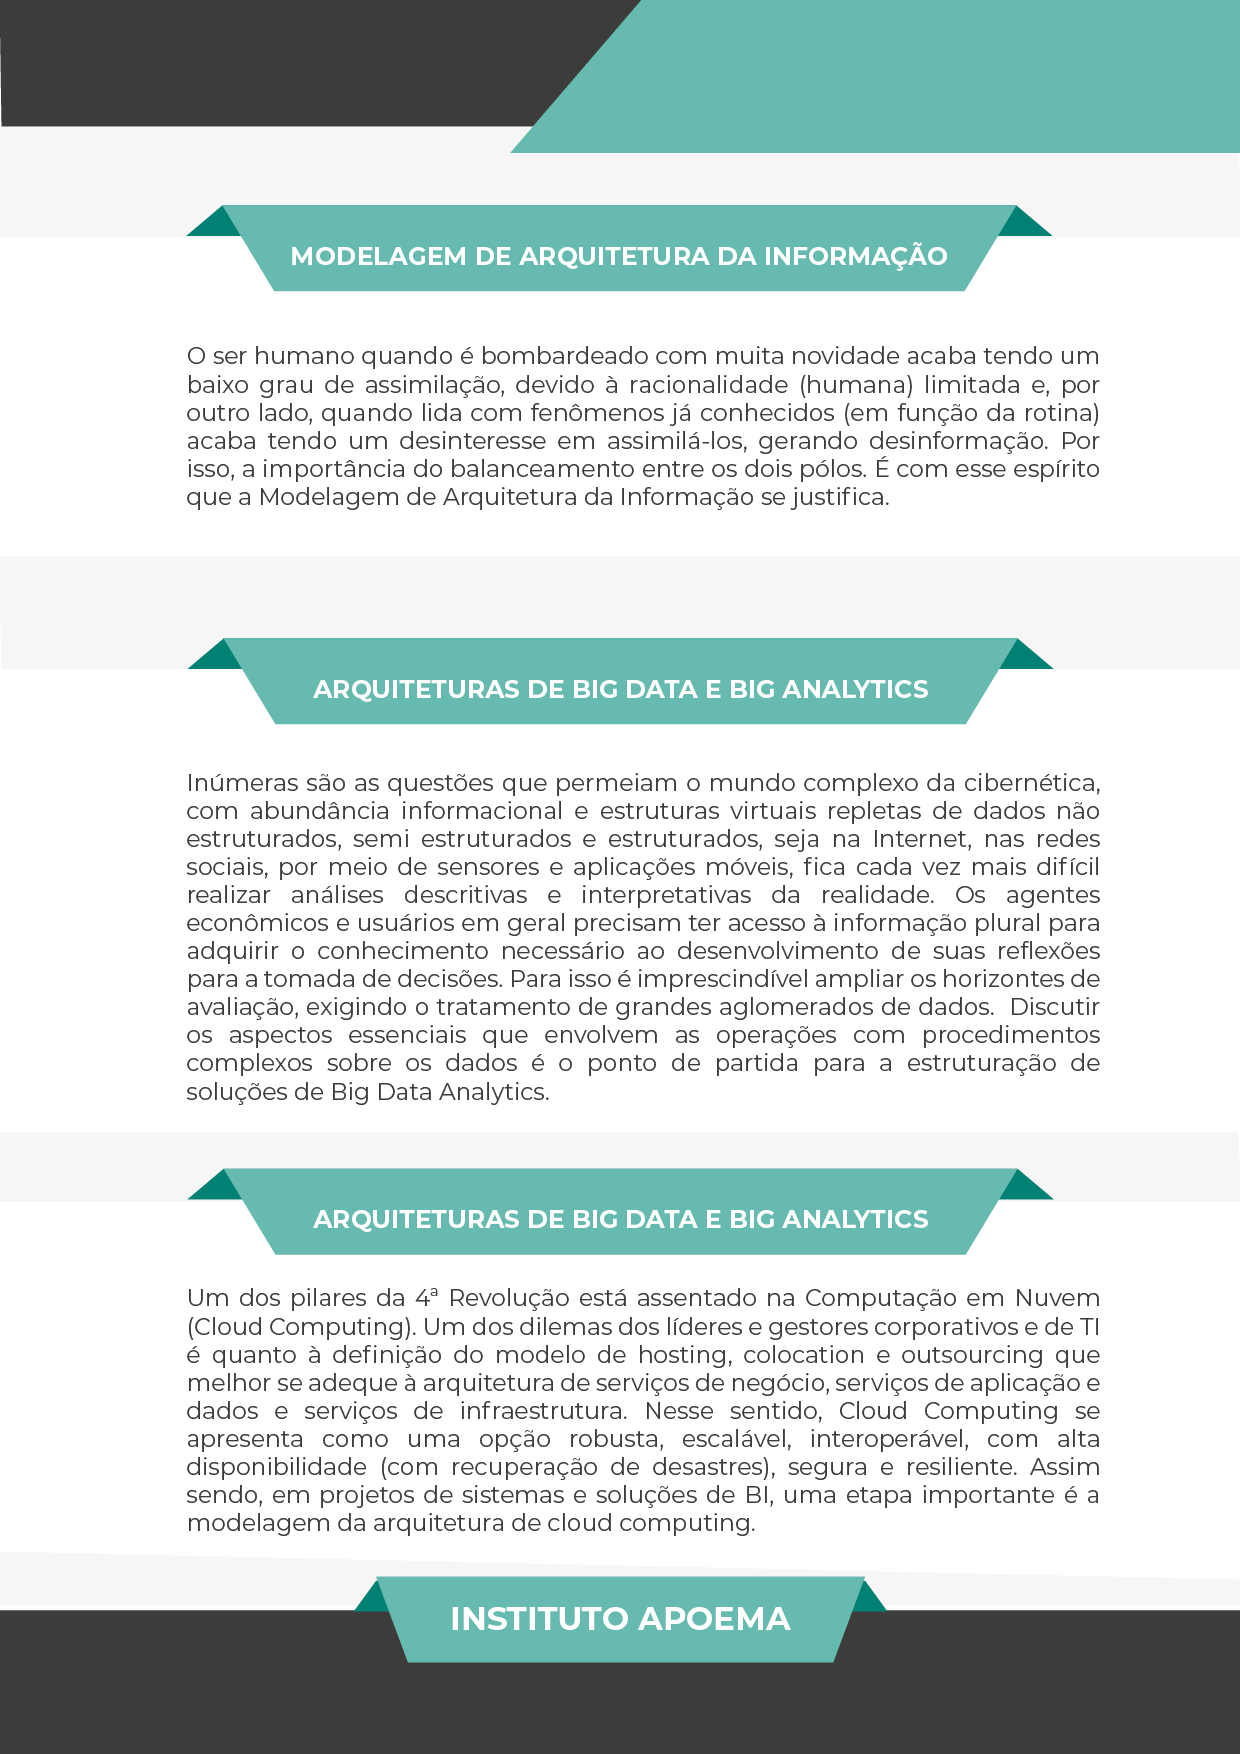 MODELAGEM DE ARQUITETURA DA INFORMAÇÃO
O ser humano quando é bombardeado com muita novidade acaba tendo um
baixo grau de assimilação, devido à racionalidade (humana) limitada e, por
outro lado, quando lida com fenômenos já conhecidos (em função da rotina)
acaba tendo um desinteresse em assimilá-los, gerando desinformação. Por
isso, a importância do balanceamento entre os dois pólos. É com esse espírito
que a Modelagem de Arquitetura da Informação se justifica.
ARQUITETURAS DE BIG DATA E BIG ANALYTICS
Inúmeras são as questões que permeiam o mundo complexo da cibernética,
com abundância informacional e estruturas virtuais repletas de dados não
estruturados, semi estruturados e estruturados, seja na Internet, nas redes
sociais, por meio de sensores e aplicações móveis, fica cada vez mais difícil
realizar análises descritivas e interpretativas da realidade. Os agentes
econômicos e usuários em geral precisam ter acesso à informação plural para
adquirir o conhecimento necessário ao desenvolvimento de suas reflexões
para a tomada de decisões. Para isso é imprescindível ampliar os horizontes de
avaliação, exigindo o tratamento de grandes aglomerados de dados.  Discutir
os aspectos essenciais que envolvem as operações com procedimentos
complexos sobre os dados é o ponto de partida para a estruturação de
soluções de Big Data Analytics.
ARQUITETURAS DE BIG DATA E BIG ANALYTICS
Um dos pilares da 4ª Revolução está assentado na Computação em Nuvem
(Cloud Computing). Um dos dilemas dos líderes e gestores corporativos e de TI
é quanto à definição do modelo de hosting, colocation e outsourcing que
melhor se adeque à arquitetura de serviços de negócio, serviços de aplicação e
dados e serviços de infraestrutura. Nesse sentido, Cloud Computing se
apresenta como uma opção robusta, escalável, interoperável, com alta
disponibilidade (com recuperação de desastres), segura e resiliente. Assim
sendo, em projetos de sistemas e soluções de BI, uma etapa importante é a
modelagem da arquitetura de cloud computing.
INSTITUTO APOEMA